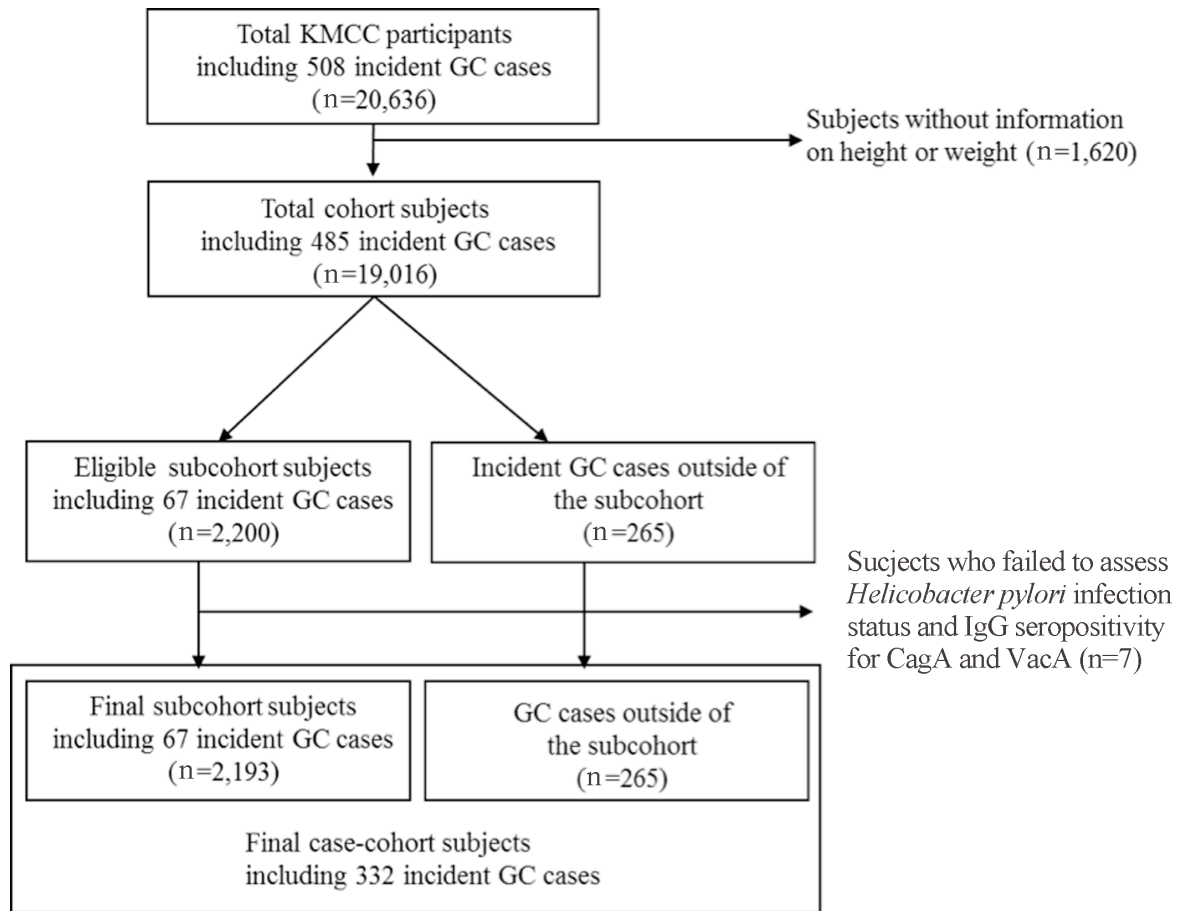 Total KMCC participants
including 508 incident GC cases
(n=20,636)
Subjects without information
on height or weight (n=1,620)
Total cohort subjects
including 485 incident GC cases
(n=19,016)
Eligible subcohort subjects
including 67 incident GC cases
(n=2,200)
Incident GC cases outside of
the subcohort
(n=265)
Sucjects who failed to assess
Helicobacter pylori infection
status and IgG seropositivity
for CagA and VacA (n=7)
Final subcohort subjects
including 67 incident GC cases
(n=2,193)
GC cases outside of
the subcohort
(n=265)
Final case-cohort subjects
including 332 incident GC cases